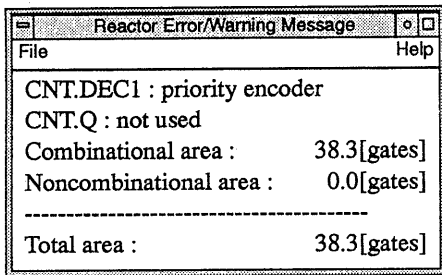 Reactor Error/Warning Message
File Help
CNT.DEC1 : priority encoder
CNT.Q : not used
Combinational area : 38.3[gates]
Noncombinational area : 0.0[gates]
------------------------------------------
Total area : 38.3[gates]